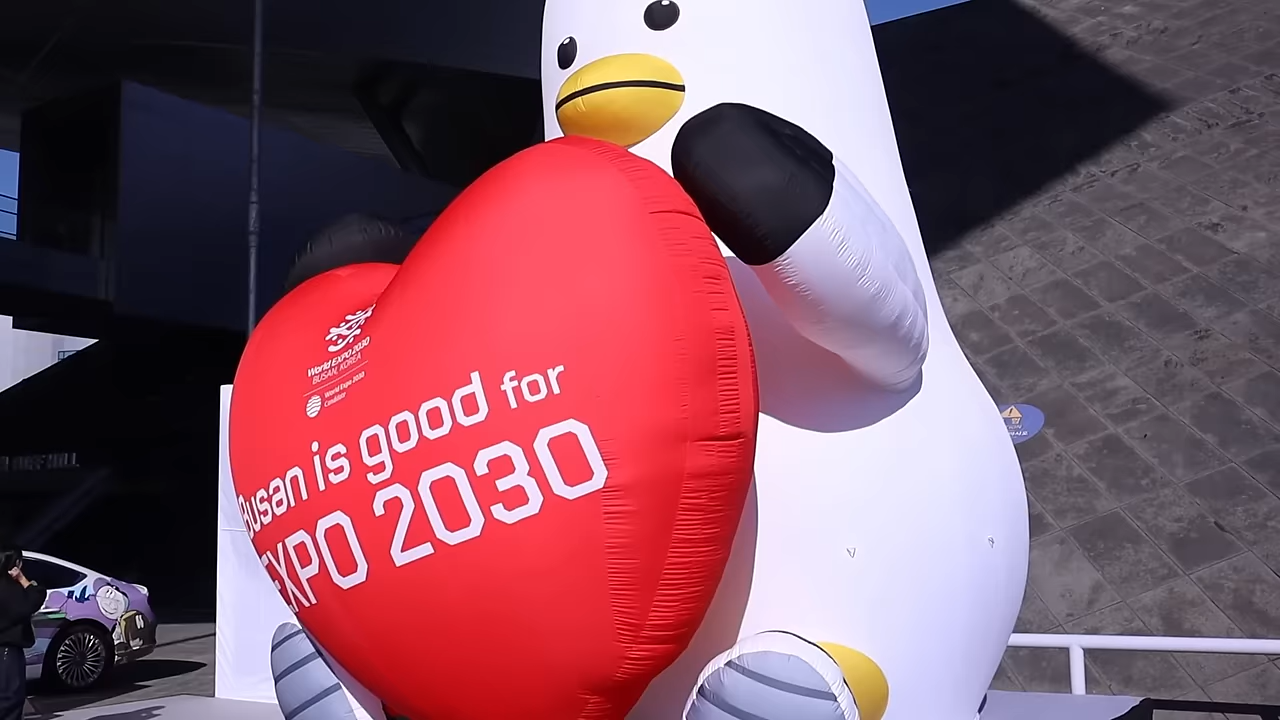 World EXPO 2030
BUSAN, KOREA
World Expo 2030
Candidate
Busan is good for
EXPO 2030